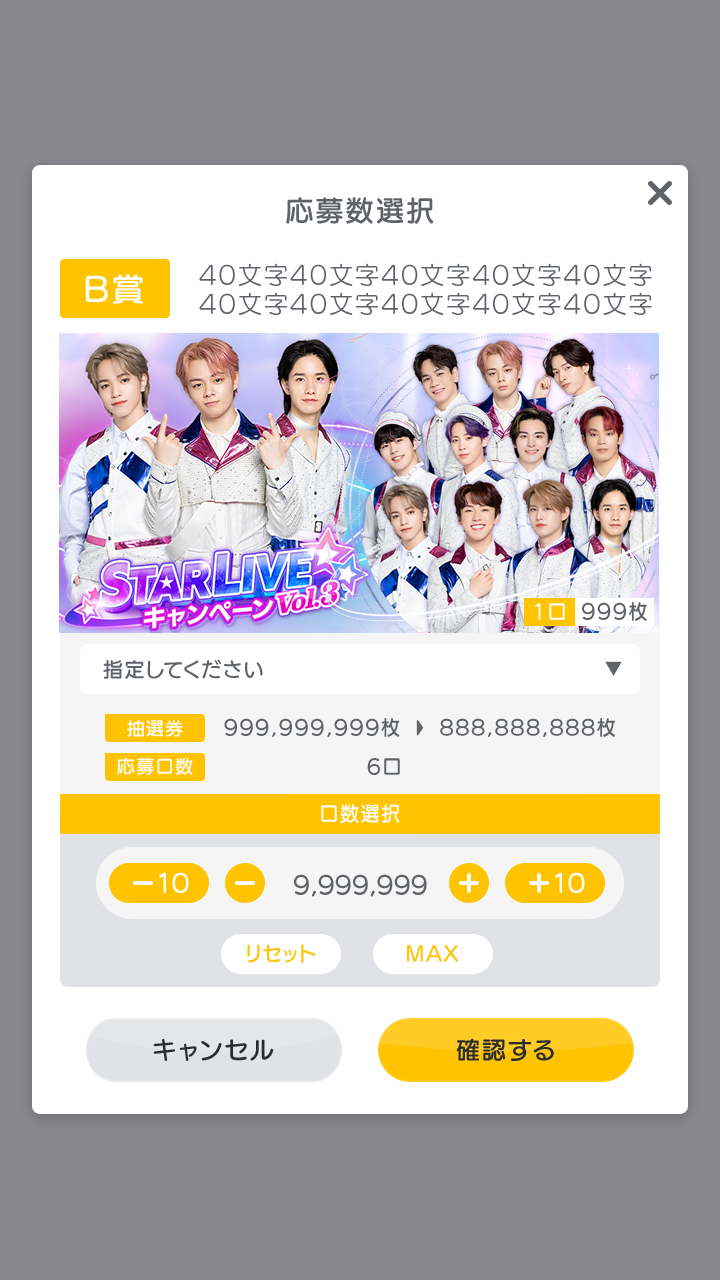 応募数選択
B賞
40文字40文字40文字40文字40文字
40文字40文字40文字40文字40文字
STAR LIVE
キャンペーンVol.3
1口 999枚
指定してください ▼
抽選券 999,999,999枚 ▶ 888,888,888枚
応募口数 6口
口数選択
－10 － 9,999,999 ＋ ＋10
リセット MAX
キャンセル 確認する